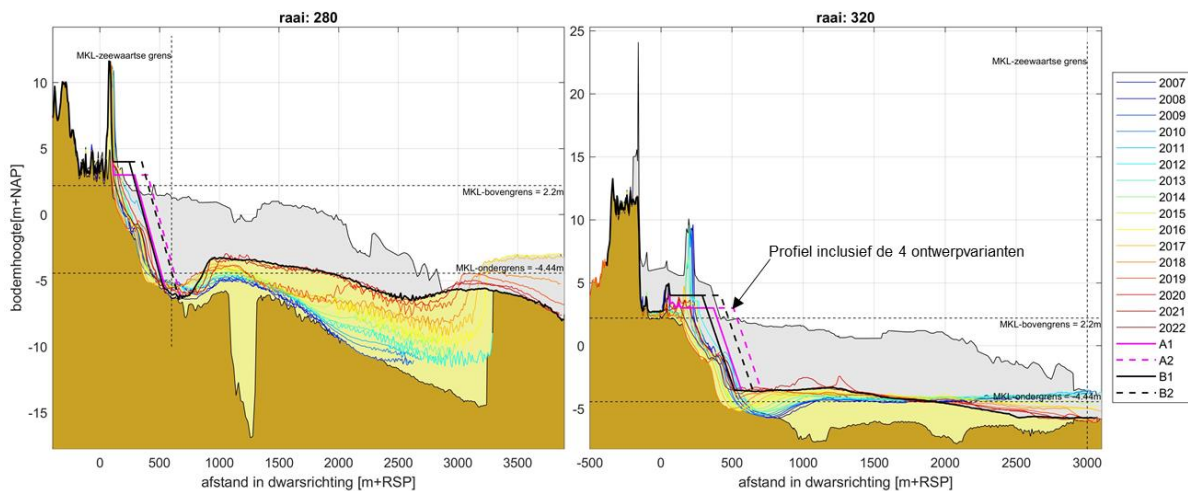 raai: 280
MKL-zeewaartse grens
MKL-bovengrens = 2.2m
MKL-ondergrens = -4.44m
10
5
0
-5
-10
-15
bodemhoogte[m+NAP]
0
500
1000
1500
2000
2500
3000
3500
afstand in dwarsrichting [m+RSP]
raai: 320
MKL-zeewaartse grens
Profiel inclusief de 4 ontwerpvarianten
MKL-bovengrens = 2.2m
MKL-ondergrens = -4.44m
25
20
15
10
5
0
-5
-500
0
500
1000
1500
2000
2500
3000
afstand in dwarsrichting [m+RSP]
2007
2008
2009
2010
2011
2012
2013
2014
2015
2016
2017
2018
2019
2020
2021
2022
A1
A2
B1
B2